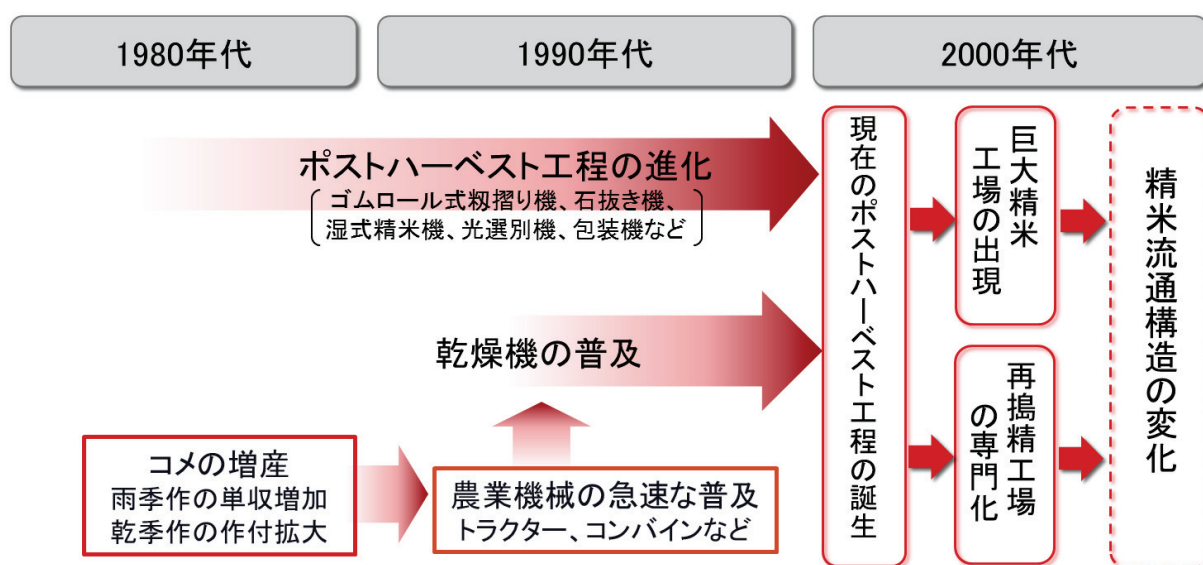 1980年代
1990年代
2000年代
ポストハーベスト工程の進化
ゴムロール式籾摺り機、石抜き機、
湿式精米機、光選別機、包装機など
乾燥機の普及
コメの増産
雨季作の単収増加
乾季作の作付拡大
農業機械の急速な普及
トラクター、コンバインなど
現在のポストハーベスト工程の誕生
巨大精米
工場の出現
再搗精工場
の専門化
精米流通構造の変化